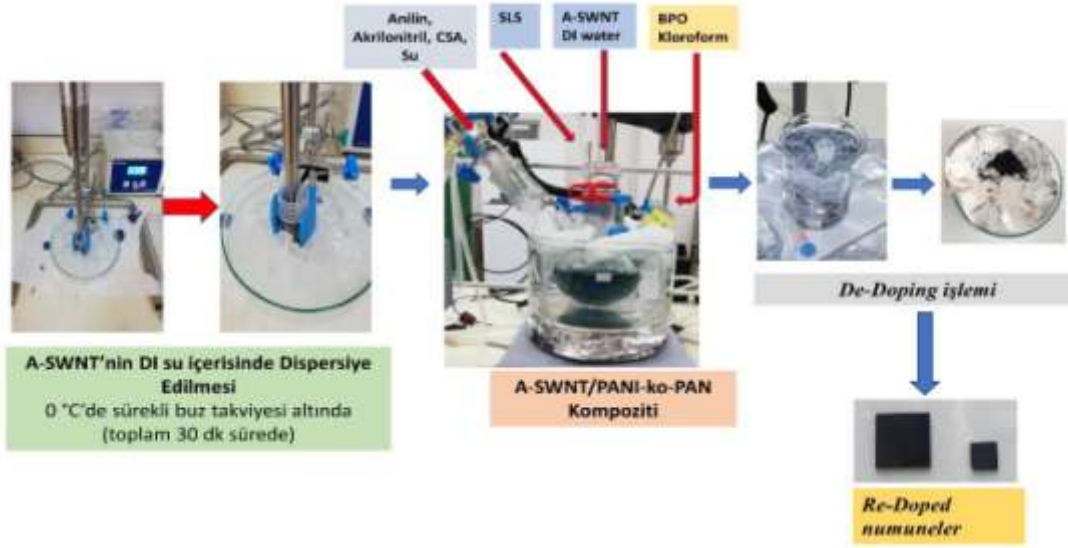 Anilin,
Akrilonitril, CSA,
Su
SLS
A-SWNT
DI water
BPO
Kloroform
A-SWNT'nin DI su içerisinde Dispersiye
Edilmesi
0 °C'de sürekli buz takviyesi altında
(toplam 30 dk sürede)
A-SWNT/PANI-ko-PAN
Kompoziti
De-Doping işlemi
Re-Doped
numuneler